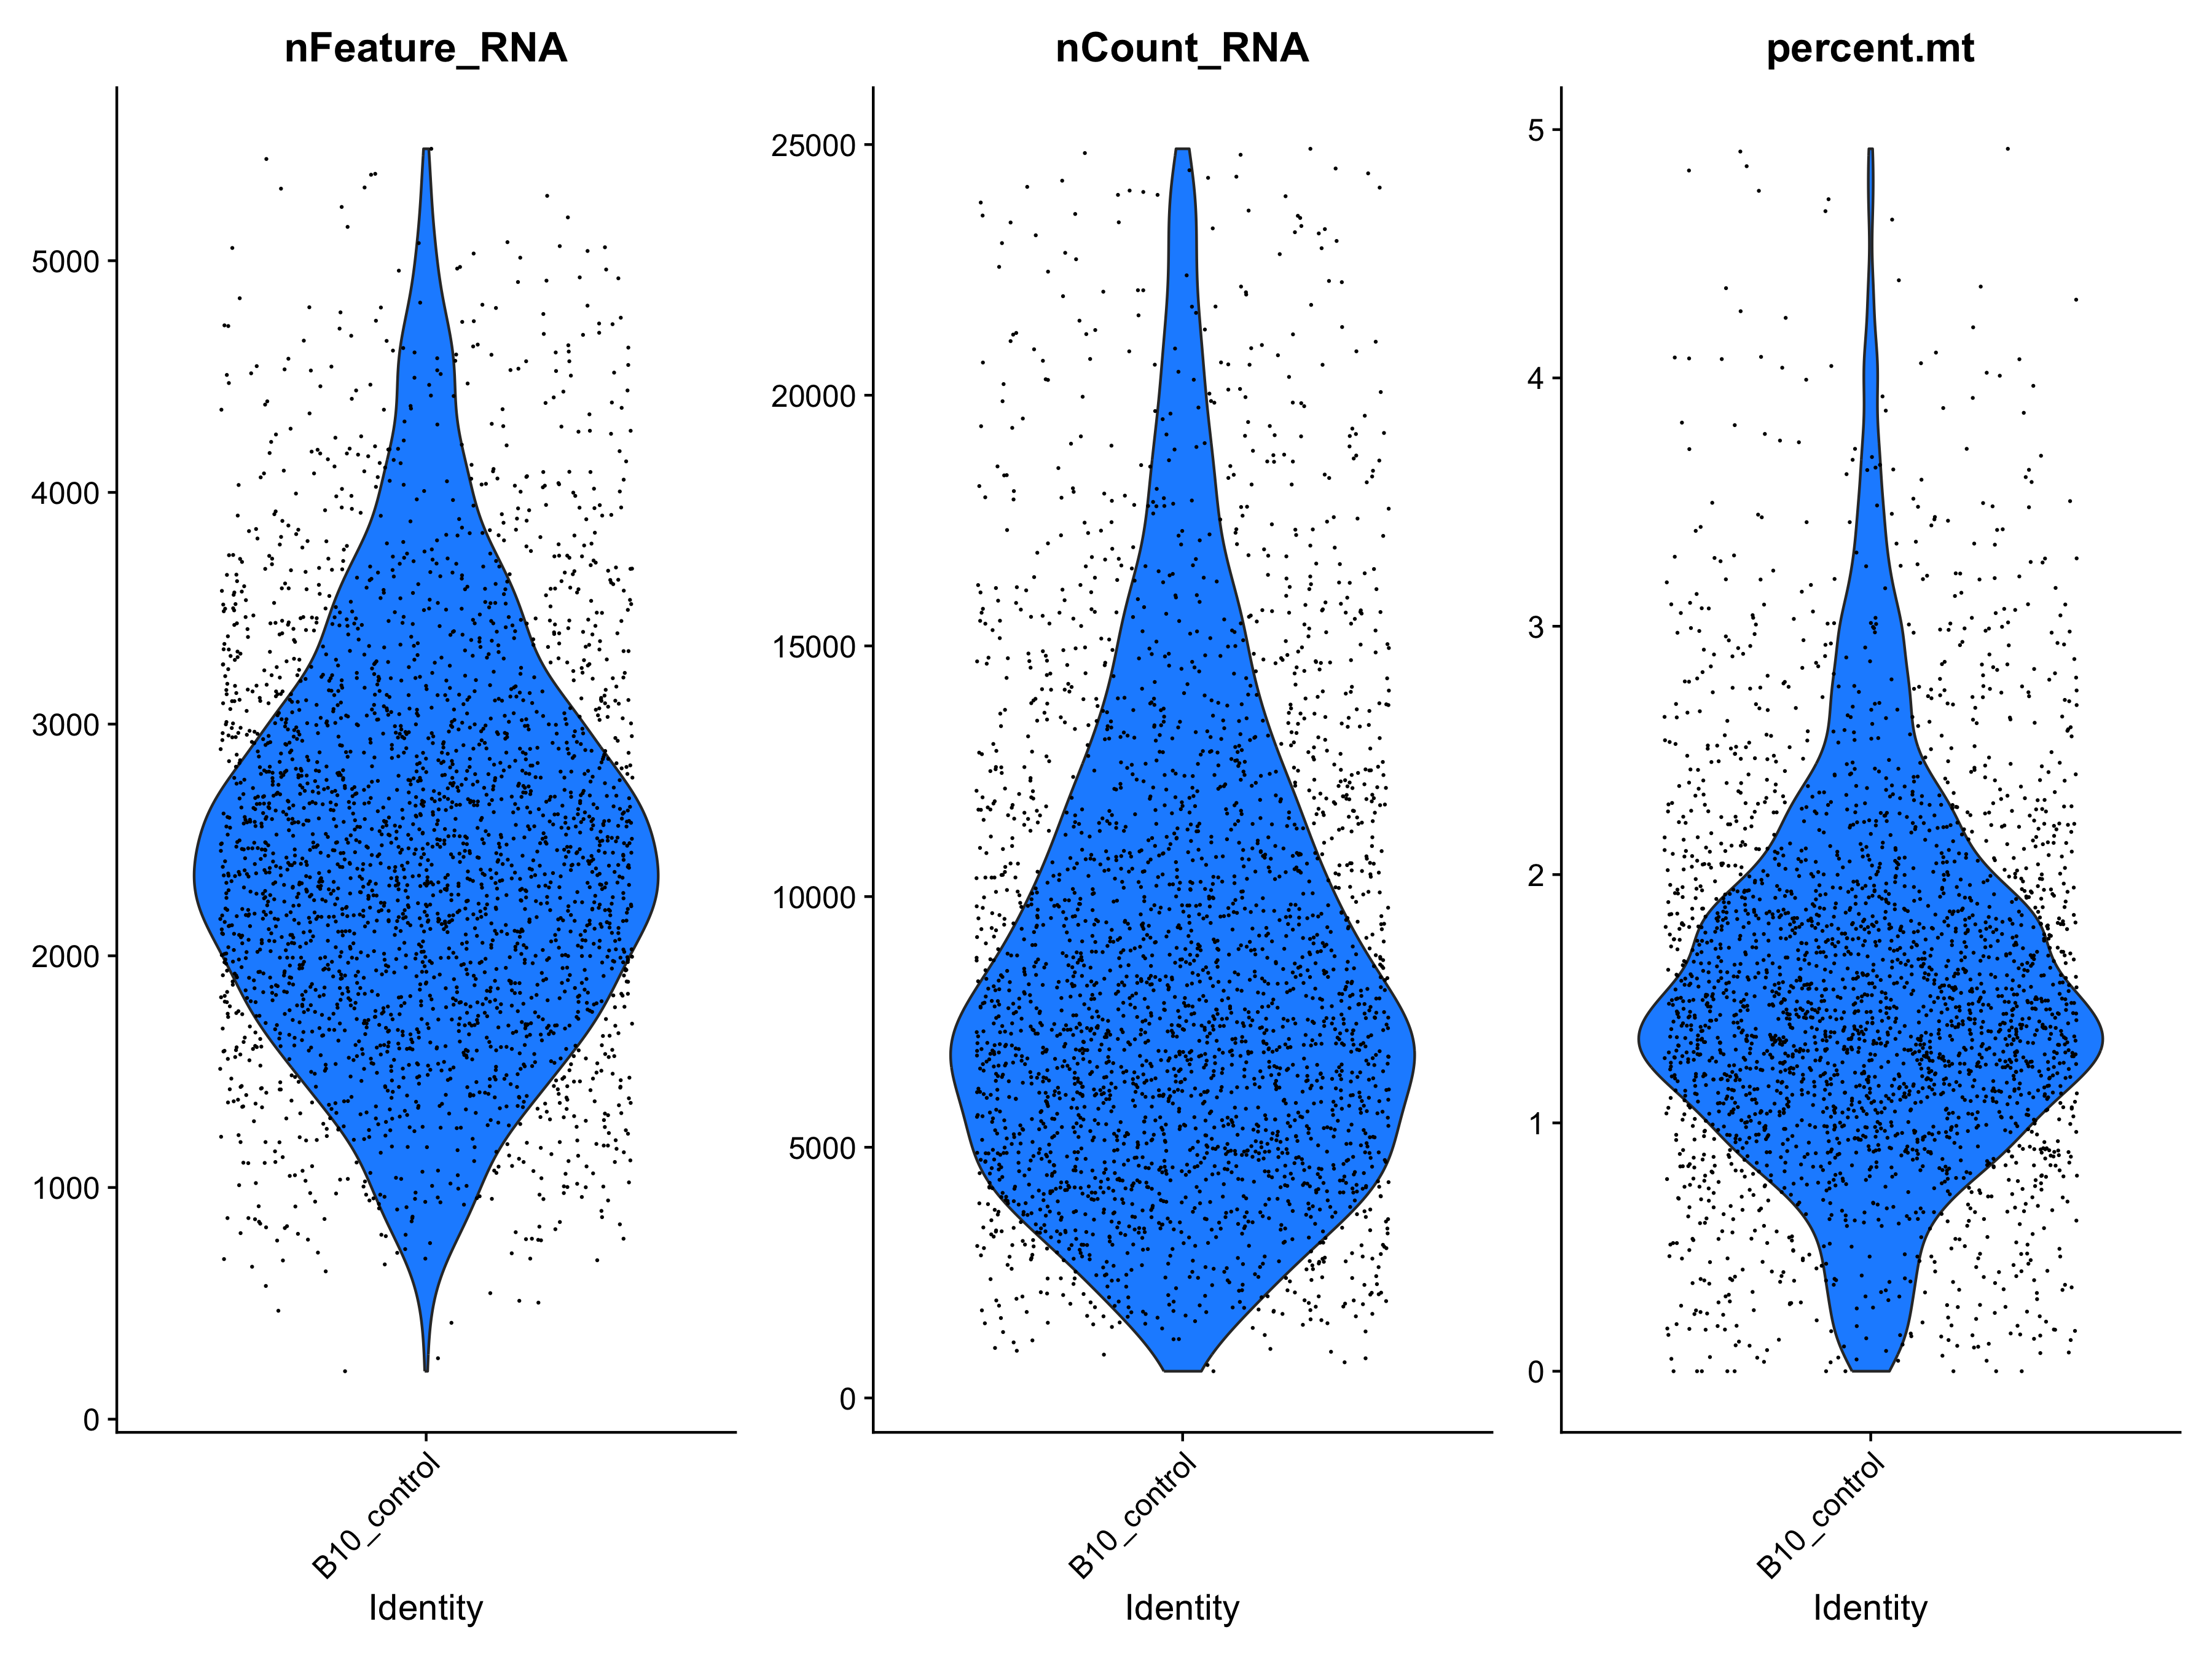 nFeature_RNA
5000
4000
3000
2000
1000
0
B10_control
Identity
nCount_RNA
25000
20000
15000
10000
5000
0
B10_control
Identity
percent.mt
5
4
3
2
1
0
B10_control
Identity